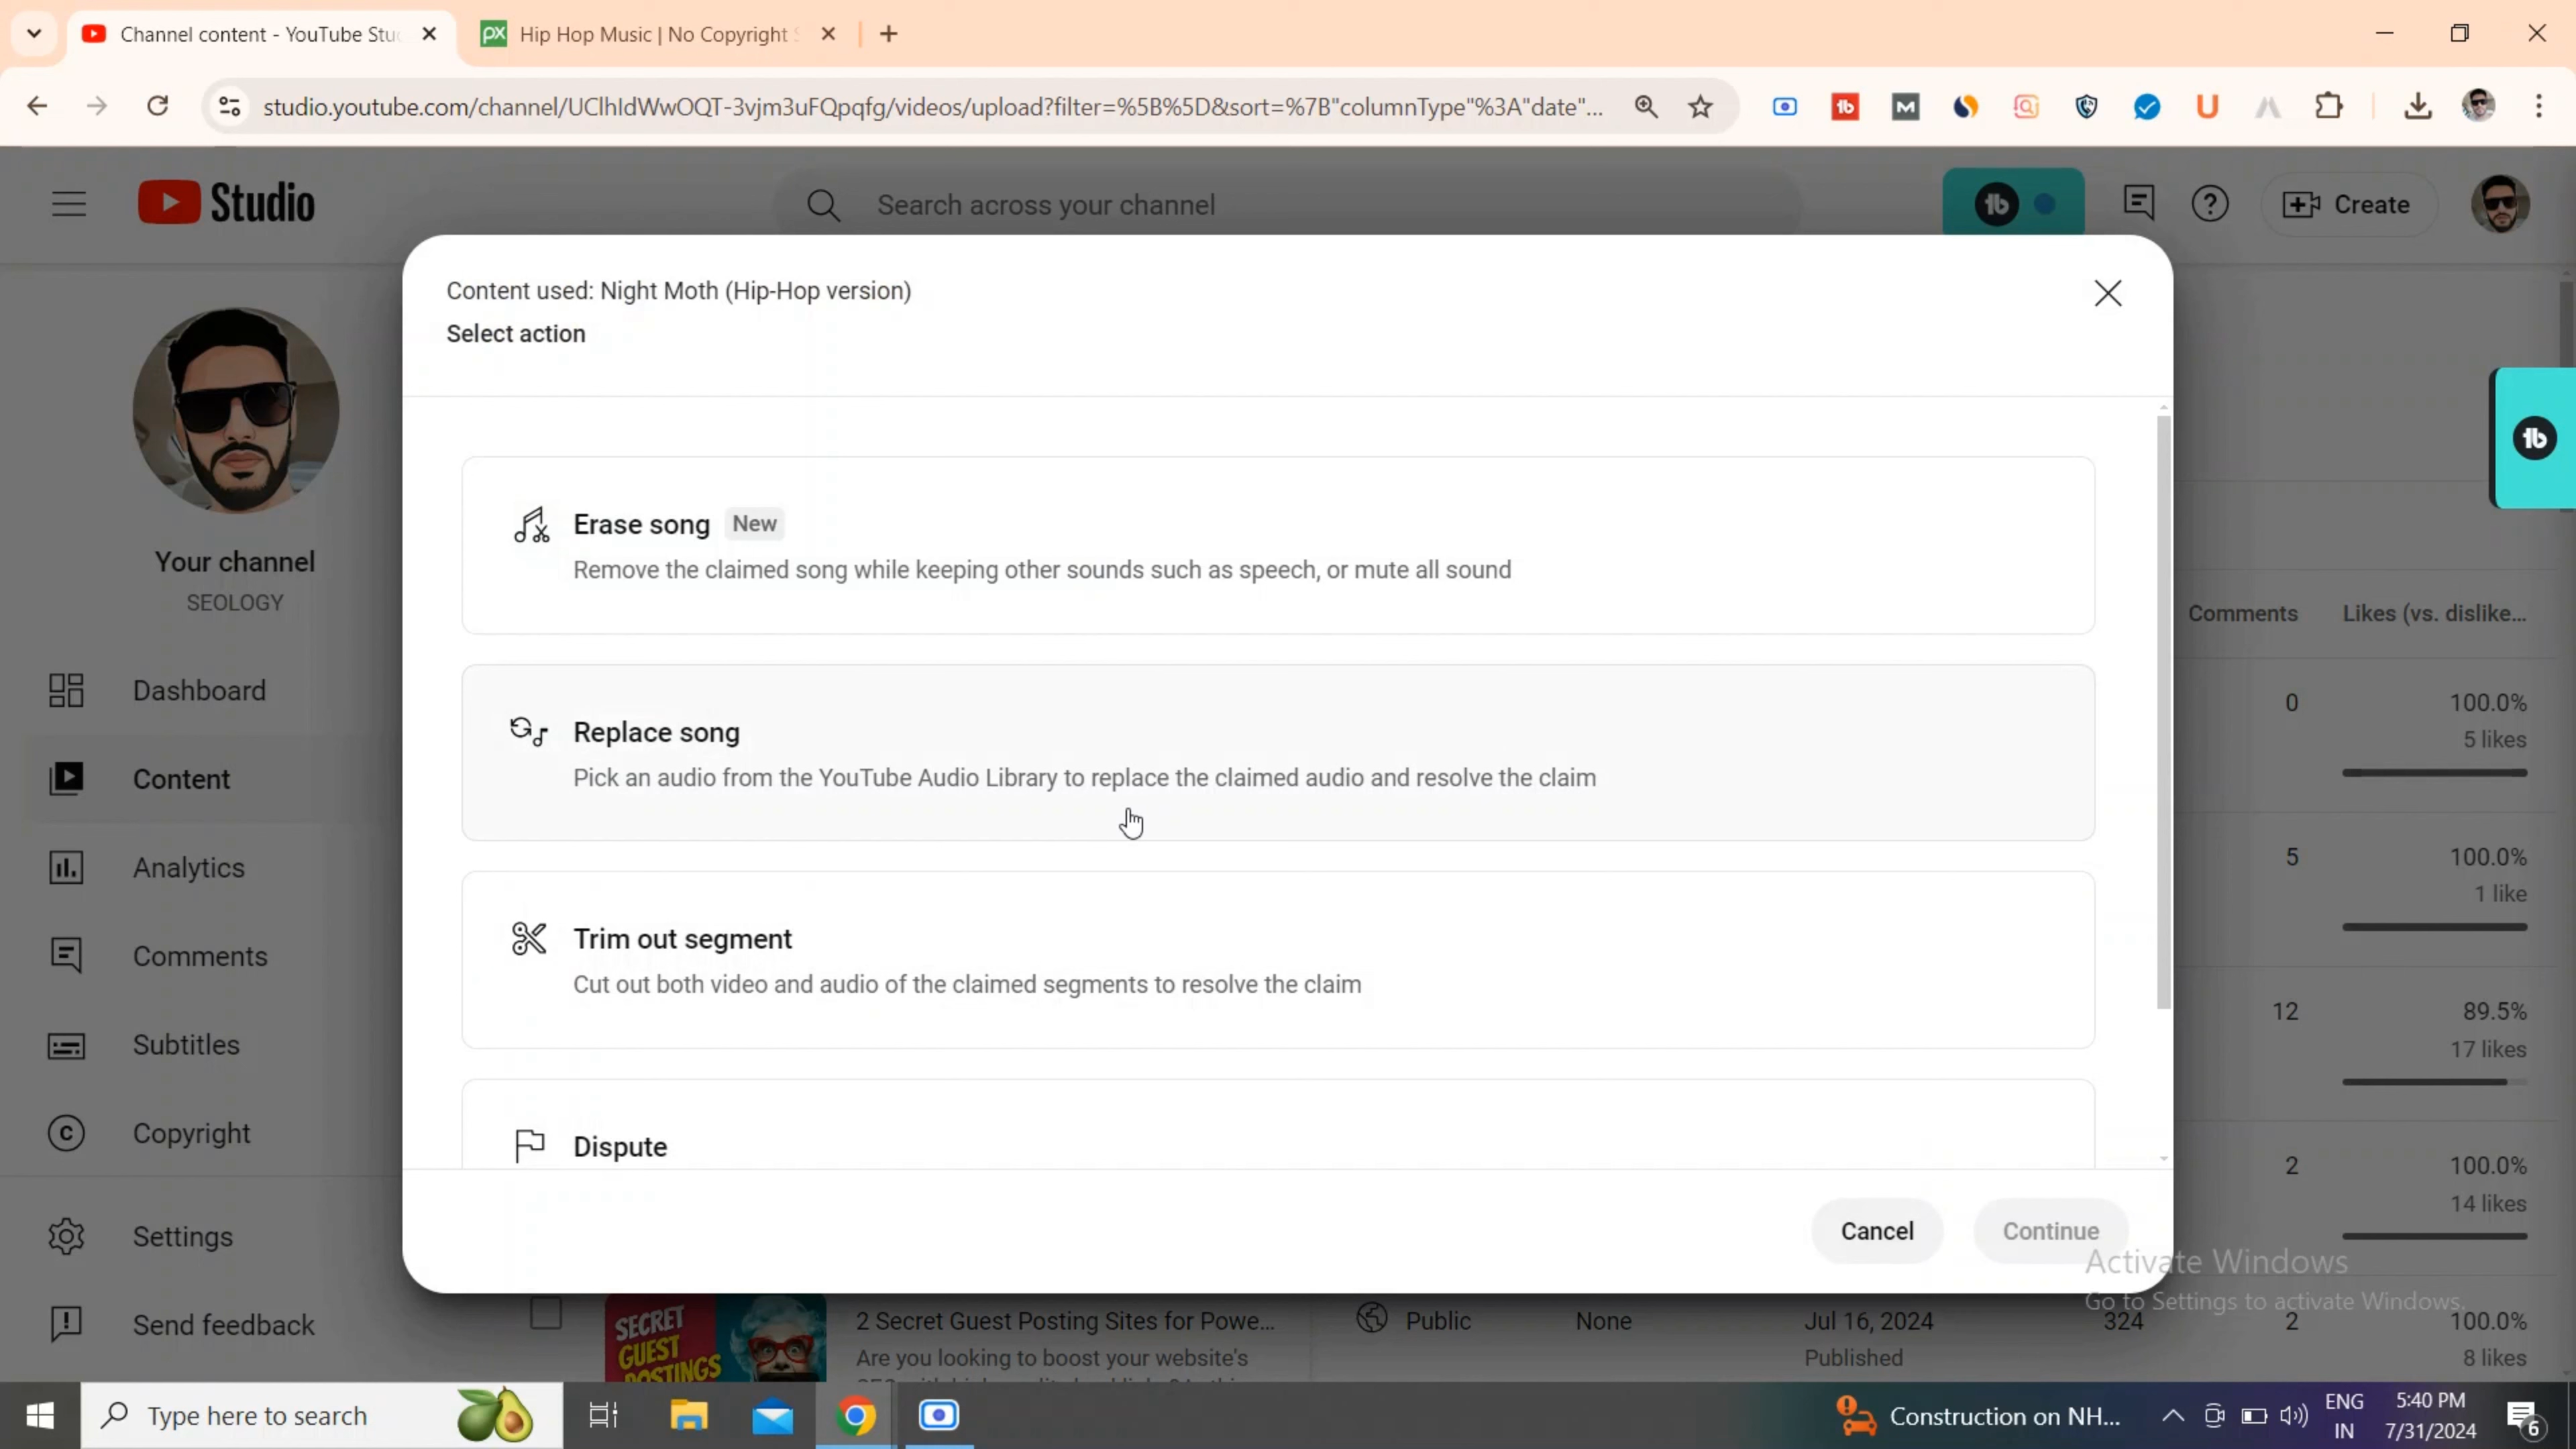 Channel content - YouTube Stu
Hip Hop Music | No Copyright S
studio.youtube.com/channel/UClhIdWwOQT-3vjm3uFQpqfg/videos/upload?filter=%5B%5D&sort=%7B"columnType"%3A"date"...
Studio
Search across your channel
Create
Content used: Night Moth (Hip-Hop version)
Select action
Erase song New
Remove the claimed song while keeping other sounds such as speech, or mute all sound
Replace song
Pick an audio from the YouTube Audio Library to replace the claimed audio and resolve the claim
Trim out segment
Cut out both video and audio of the claimed segments to resolve the claim
Dispute
Cancel
Continue
Your channel
SEOLOGY
Dashboard
Content
Analytics
Comments
Subtitles
Copyright
Settings
Send feedback
Comments
Likes (vs. dislike...
0
100.0%
5 likes
5
100.0%
1 like
12
89.5%
17 likes
2
100.0%
14 likes
Activate Windows
Go to Settings to activate Windows.
SECRET
GUEST
POSTINGS
2 Secret Guest Posting Sites for Powe...
Are you looking to boost your website's
Public
None
Jul 16, 2024
Published
324
2
100.0%
8 likes
Type here to search
Construction on NH...
ENG
IN
5:40 PM
7/31/2024
6